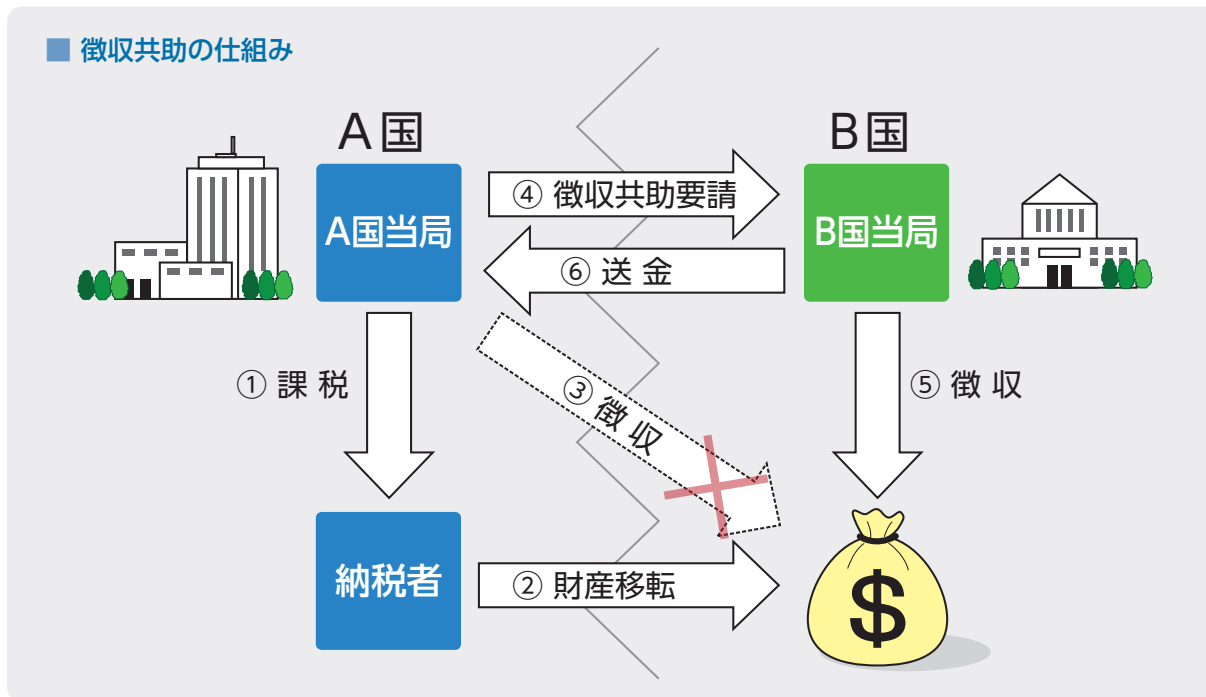 ■ 徴収共助の仕組み
A国
B国
A国当局
④ 徴収共助要請
B国当局
⑥ 送 金
① 課 税
③ 徴 収
⑤ 徴 収
納税者
② 財産移転
$